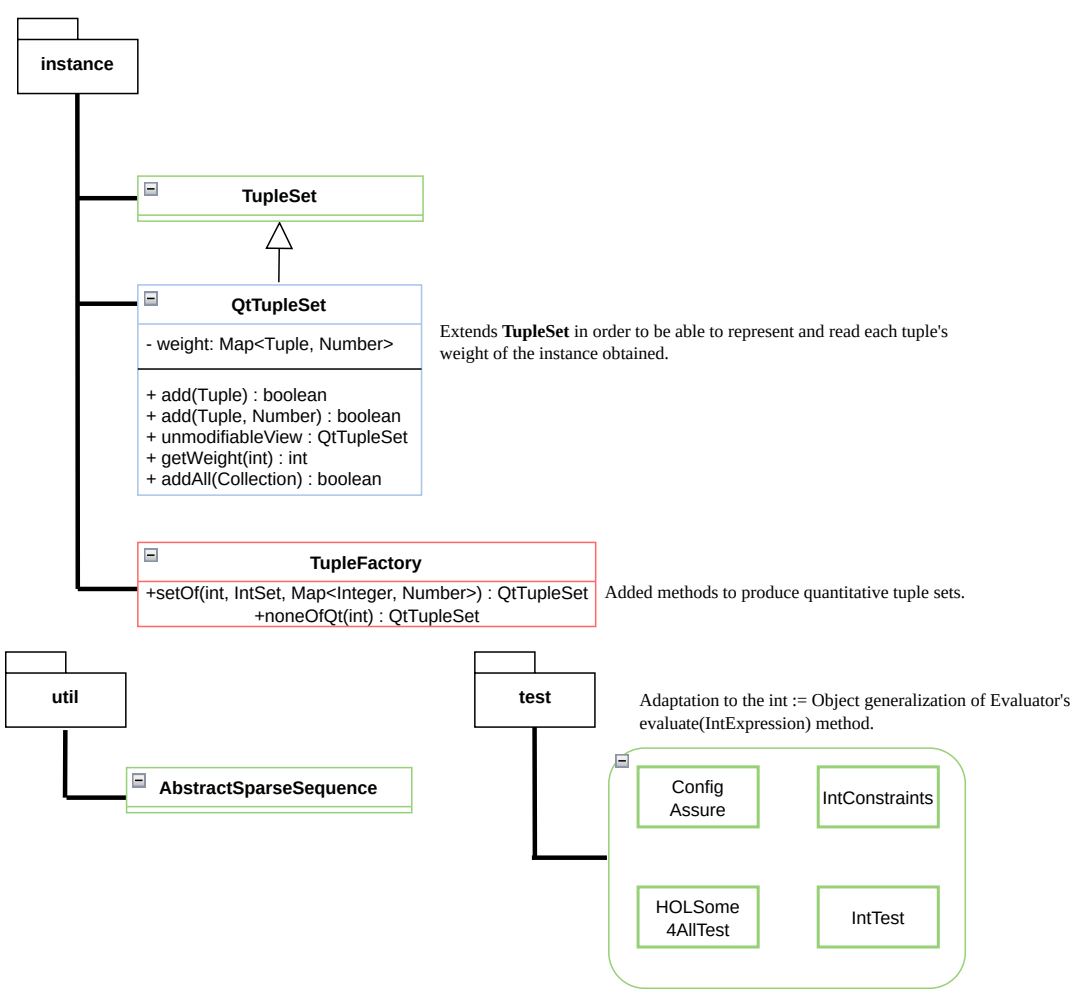 instance
TupleSet
QtTupleSet
- weight: Map<Tuple, Number>
+ add(Tuple) : boolean
+ add(Tuple, Number) : boolean
+ unmodifiableView : QtTupleSet
+ getWeight(int) : int
+ addAll(Collection) : boolean
Extends TupleSet in order to be able to represent and read each tuple's
weight of the instance obtained.
TupleFactory
+setOf(int, IntSet, Map<Integer, Number>) : QtTupleSet
+noneOfQt(int) : QtTupleSet
Added methods to produce quantitative tuple sets.
util
AbstractSparseSequence
test
Adaptation to the int := Object generalization of Evaluator's
evaluate(IntExpression) method.
Config
Assure
IntConstraints
HOLSome
4AllTest
IntTest